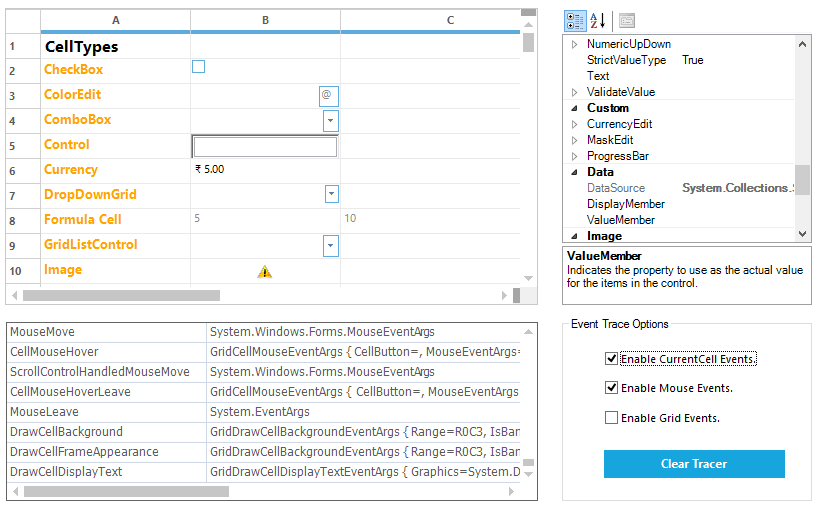 A B C
1 CellTypes
2 CheckBox
3 ColorEdit @
4 ComboBox
5 Control
6 Currency ₹ 5.00
7 DropDownGrid
8 Formula Cell 5 10
9 GridListControl
10 Image
MouseMove System.Windows.Forms.MouseEventArgs
CellMouseHover GridCellMouseEventArgs { CellButton=, MouseEventArgs=
ScrollControlHandledMouseMove System.Windows.Forms.MouseEventArgs
CellMouseHoverLeave GridCellMouseEventArgs { CellButton=, MouseEventArgs
MouseLeave System.EventArgs
DrawCellBackground GridDrawCellBackgroundEventArgs { Range=R0C3, IsBan
DrawCellFrameAppearance GridDrawCellBackgroundEventArgs { Range=R0C3, IsBan
DrawCellDisplayText GridDrawCellDisplayTextEventArgs { Graphics=System.D
A
Z
NumericUpDown
StrictValueType True
Text
ValidateValue
Custom
CurrencyEdit
MaskEdit
ProgressBar
Data
DataSource System.Collections.
DisplayMember
ValueMember
Image
ValueMember
Indicates the property to use as the actual value
for the items in the control.
Event Trace Options
Enable CurrentCell Events.
Enable Mouse Events.
Enable Grid Events.
Clear Tracer